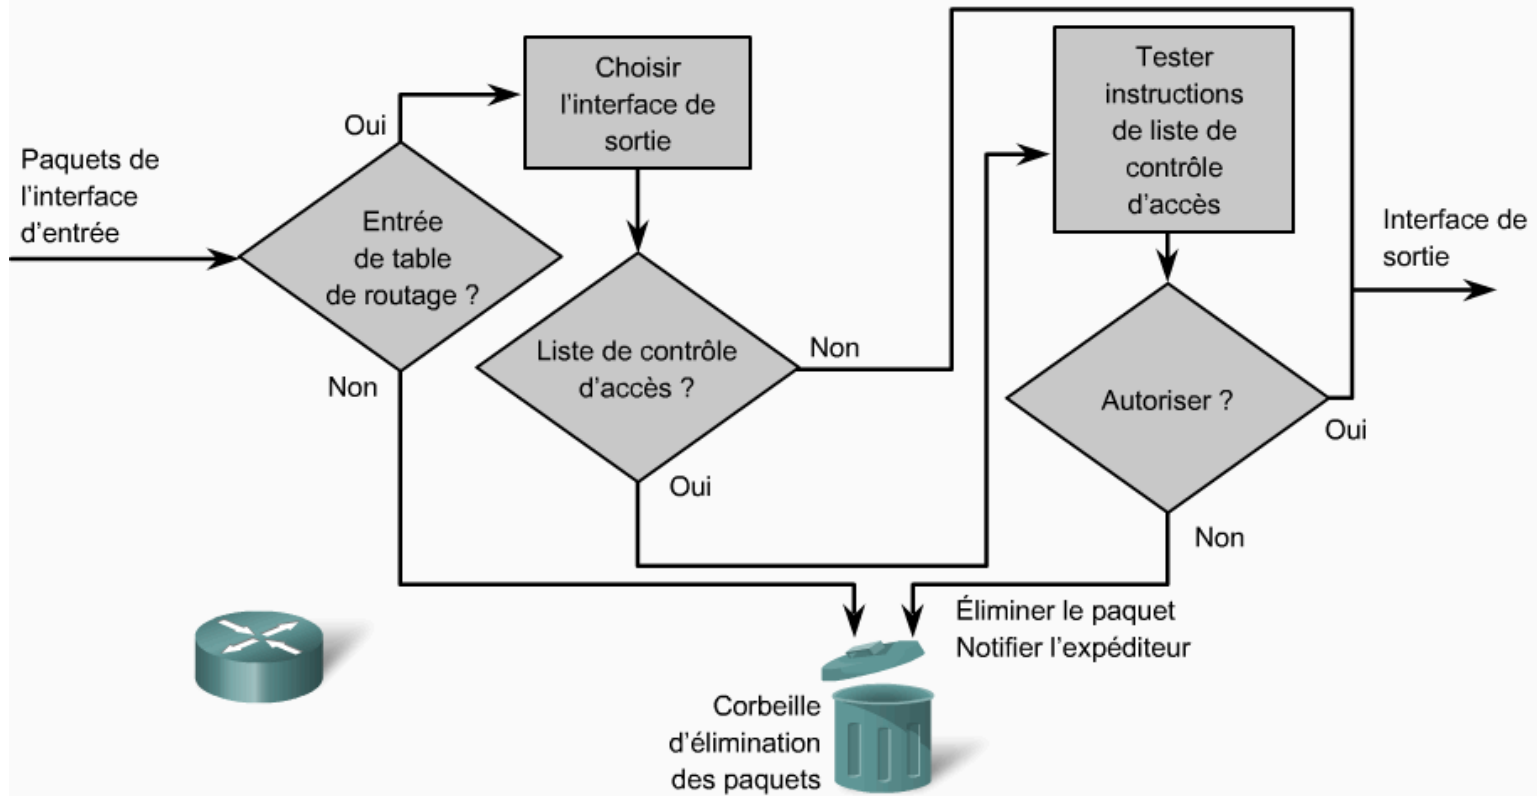 Paquets de
l'interface
d'entrée
Oui
Entrée
de table
de routage ?
Non
Choisir
l'interface de
sortie
Liste de contrôle
d'accès ?
Non
Oui
Tester
instructions
de liste de
contrôle
d'accès
Autoriser ?
Oui
Non
Interface de
sortie
Éliminer le paquet
Notifier l'expéditeur
Corbeille
d'élimination
des paquets